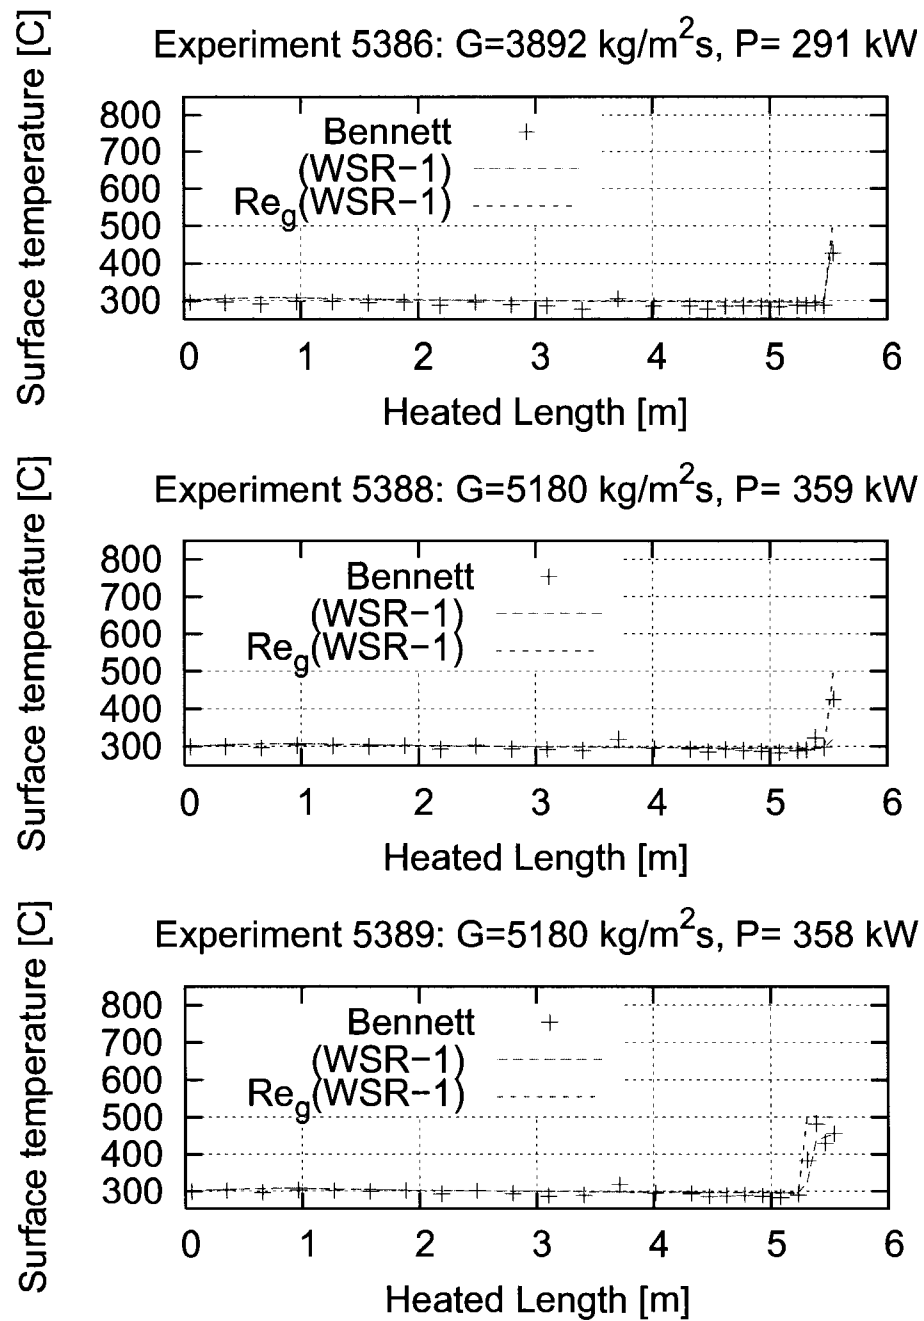 Experiment 5386: G=3892 kg/m²s, P= 291 kW
Surface temperature [C]
800
700
600
500
400
300
Bennett
(WSR−1)
Reg(WSR−1)
0 1 2 3 4 5 6
Heated Length [m]
Experiment 5388: G=5180 kg/m²s, P= 359 kW
Surface temperature [C]
800
700
600
500
400
300
Bennett
(WSR−1)
Reg(WSR−1)
0 1 2 3 4 5 6
Heated Length [m]
Experiment 5389: G=5180 kg/m²s, P= 358 kW
Surface temperature [C]
800
700
600
500
400
300
Bennett
(WSR−1)
Reg(WSR−1)
0 1 2 3 4 5 6
Heated Length [m]